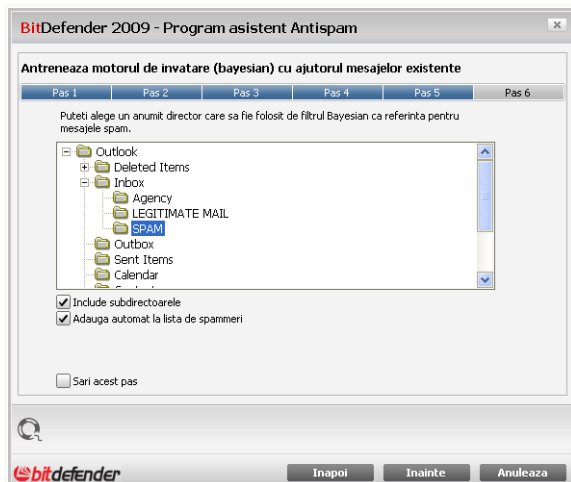 BitDefender 2009 - Program asistent Antispam
Antreneaza motorul de invatare (bayesian) cu ajutorul mesajelor existente
Pas 1 Pas 2 Pas 3 Pas 4 Pas 5 Pas 6
Puteti alege un anumit director care sa fie folosit de filtrul Bayesian ca referinta pentru
mesajele spam.
Outlook
Deleted Items
Inbox
Agency
LEGITIMATE MAIL
SPAM
Outbox
Sent Items
Calendar
Include subdirectoarele
Adauga automat la lista de spammeri
Sari acest pas
bitdefender
Inapoi Inainte Anuleaza